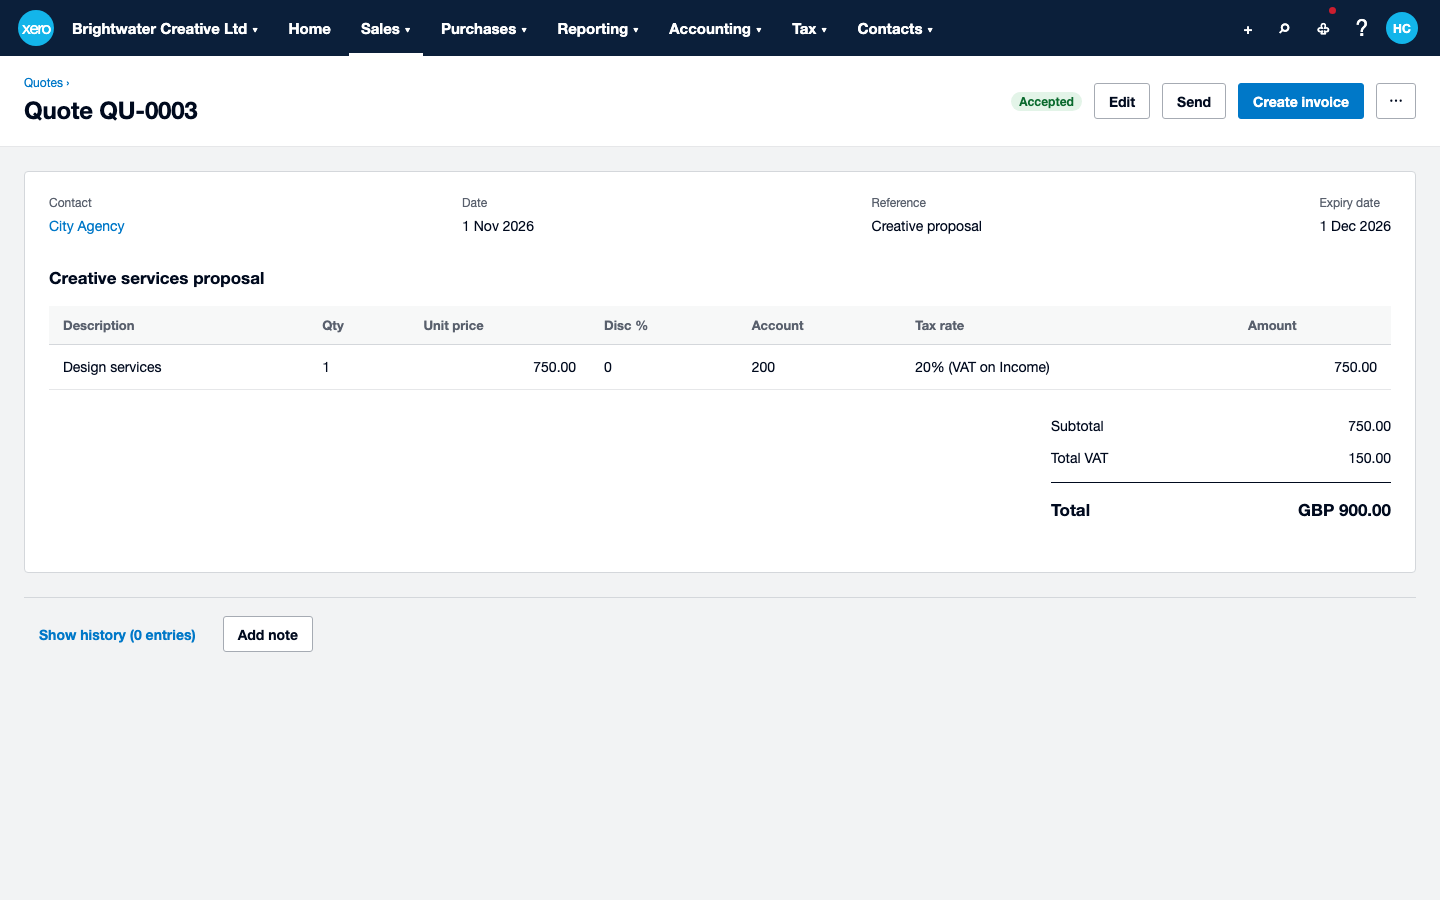 xero Brightwater Creative Ltd ▾ Home Sales ▾ Purchases ▾ Reporting ▾ Accounting ▾ Tax ▾ Contacts ▾ + ? HC
Quotes ›
Quote QU-0003
Accepted Edit Send Create invoice ...
Contact Date Reference Expiry date
City Agency 1 Nov 2026 Creative proposal 1 Dec 2026
Creative services proposal
Description Qty Unit price Disc % Account Tax rate Amount
Design services 1 750.00 0 200 20% (VAT on Income) 750.00
Subtotal 750.00
Total VAT 150.00
Total GBP 900.00
Show history (0 entries) Add note